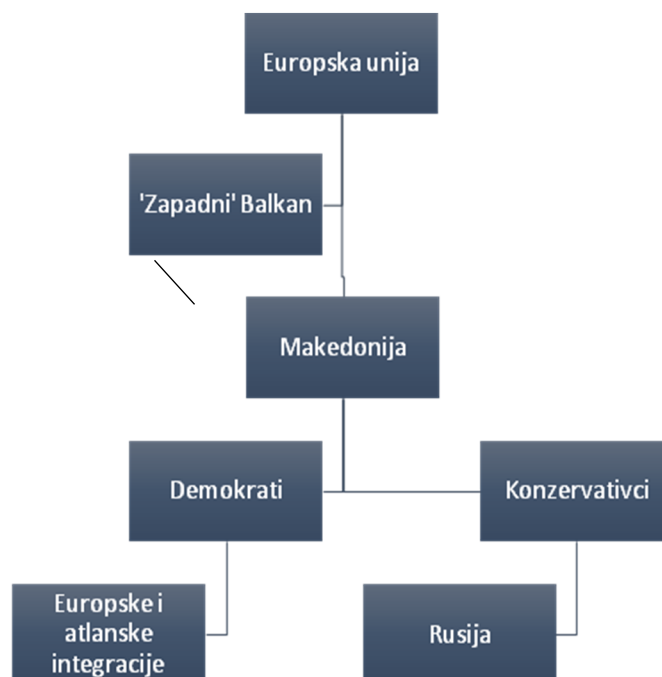 Europska unija
'Zapadni' Balkan
Makedonija
Demokrati
Konzervativci
Europske i
atlanske
integracije
Rusija